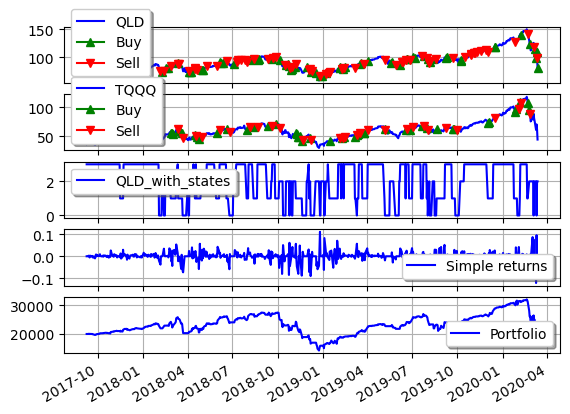 QLD
150
Buy
100
Sell
TQQQ
100
Buy
Sell
50
QLD_with_states
2
0
0.1
0.0
−0.1
Simple returns
30000
20000
Portfolio
2017-10 2018-01 2018-04 2018-07 2018-10 2019-01 2019-04 2019-07 2019-10 2020-01 2020-04